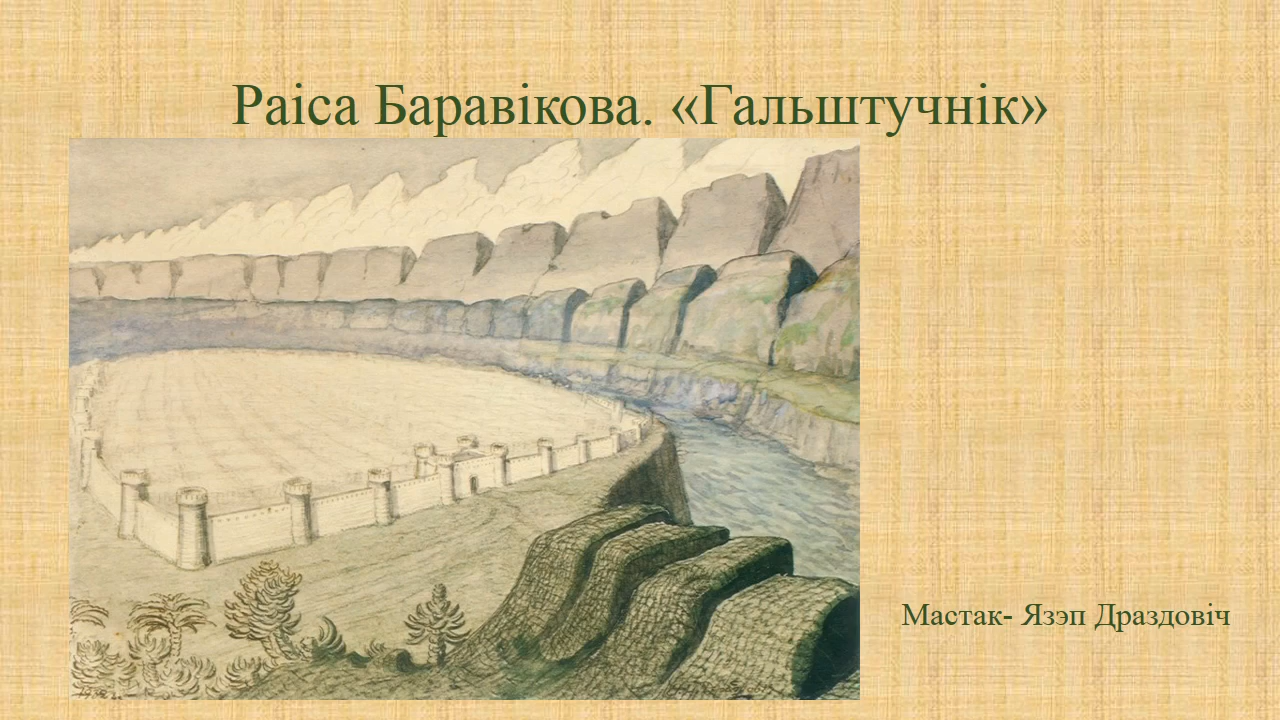 Раіса Баравікова. «Гальштучнік»
Мастак- Язэп Драздовіч